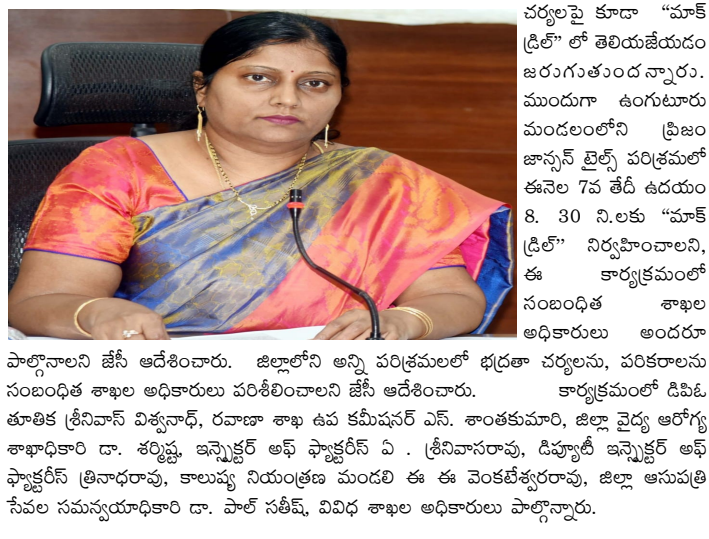 చర్యలపై కూడా “మాక్
డ్రిల్” లో తెలియజేయడం
జరుగుతుందన్నారు.
ముందుగా ఉంగుటూరు
మండలంలోని ప్రిజం
జాన్సన్ టైల్స్ పరిశ్రమలో
ఈనెల 7వ తేదీ ఉదయం
8. 30 ని.లకు “మాక్
డ్రిల్” నిర్వహించాలని,
ఈ కార్యక్రమంలో
సంబంధిత శాఖల
అధికారులు అందరూ
పాల్గొనాలని జేసీ ఆదేశించారు. జిల్లాలోని అన్ని పరిశ్రమలలో భద్రతా చర్యలను, పరికరాలను
సంబంధిత శాఖల అధికారులు పరిశీలించాలని జేసీ ఆదేశించారు. కార్యక్రమంలో డిపిఓ
తూతిక శ్రీనివాస్ విశ్వనాధ్, రవాణా శాఖ ఉప కమీషనర్ ఎస్. శాంతకుమారి, జిల్లా వైద్య ఆరోగ్య
శాఖాధికారి డా. శర్మిష్ట, ఇన్స్పెక్టర్ అఫ్ ఫ్యాక్టరీస్ ఏ . శ్రీనివాసరావు, డిప్యూటీ ఇన్స్పెక్టర్ అఫ్
ఫ్యాక్టరీస్ త్రినాధరావు, కాలుష్య నియంత్రణ మండలి ఈ ఈ వెంకటేశ్వరరావు, జిల్లా ఆసుపత్రి
సేవల సమన్వయాధికారి డా. పాల్ సతీష్, వివిధ శాఖల అధికారులు పాల్గొన్నారు.